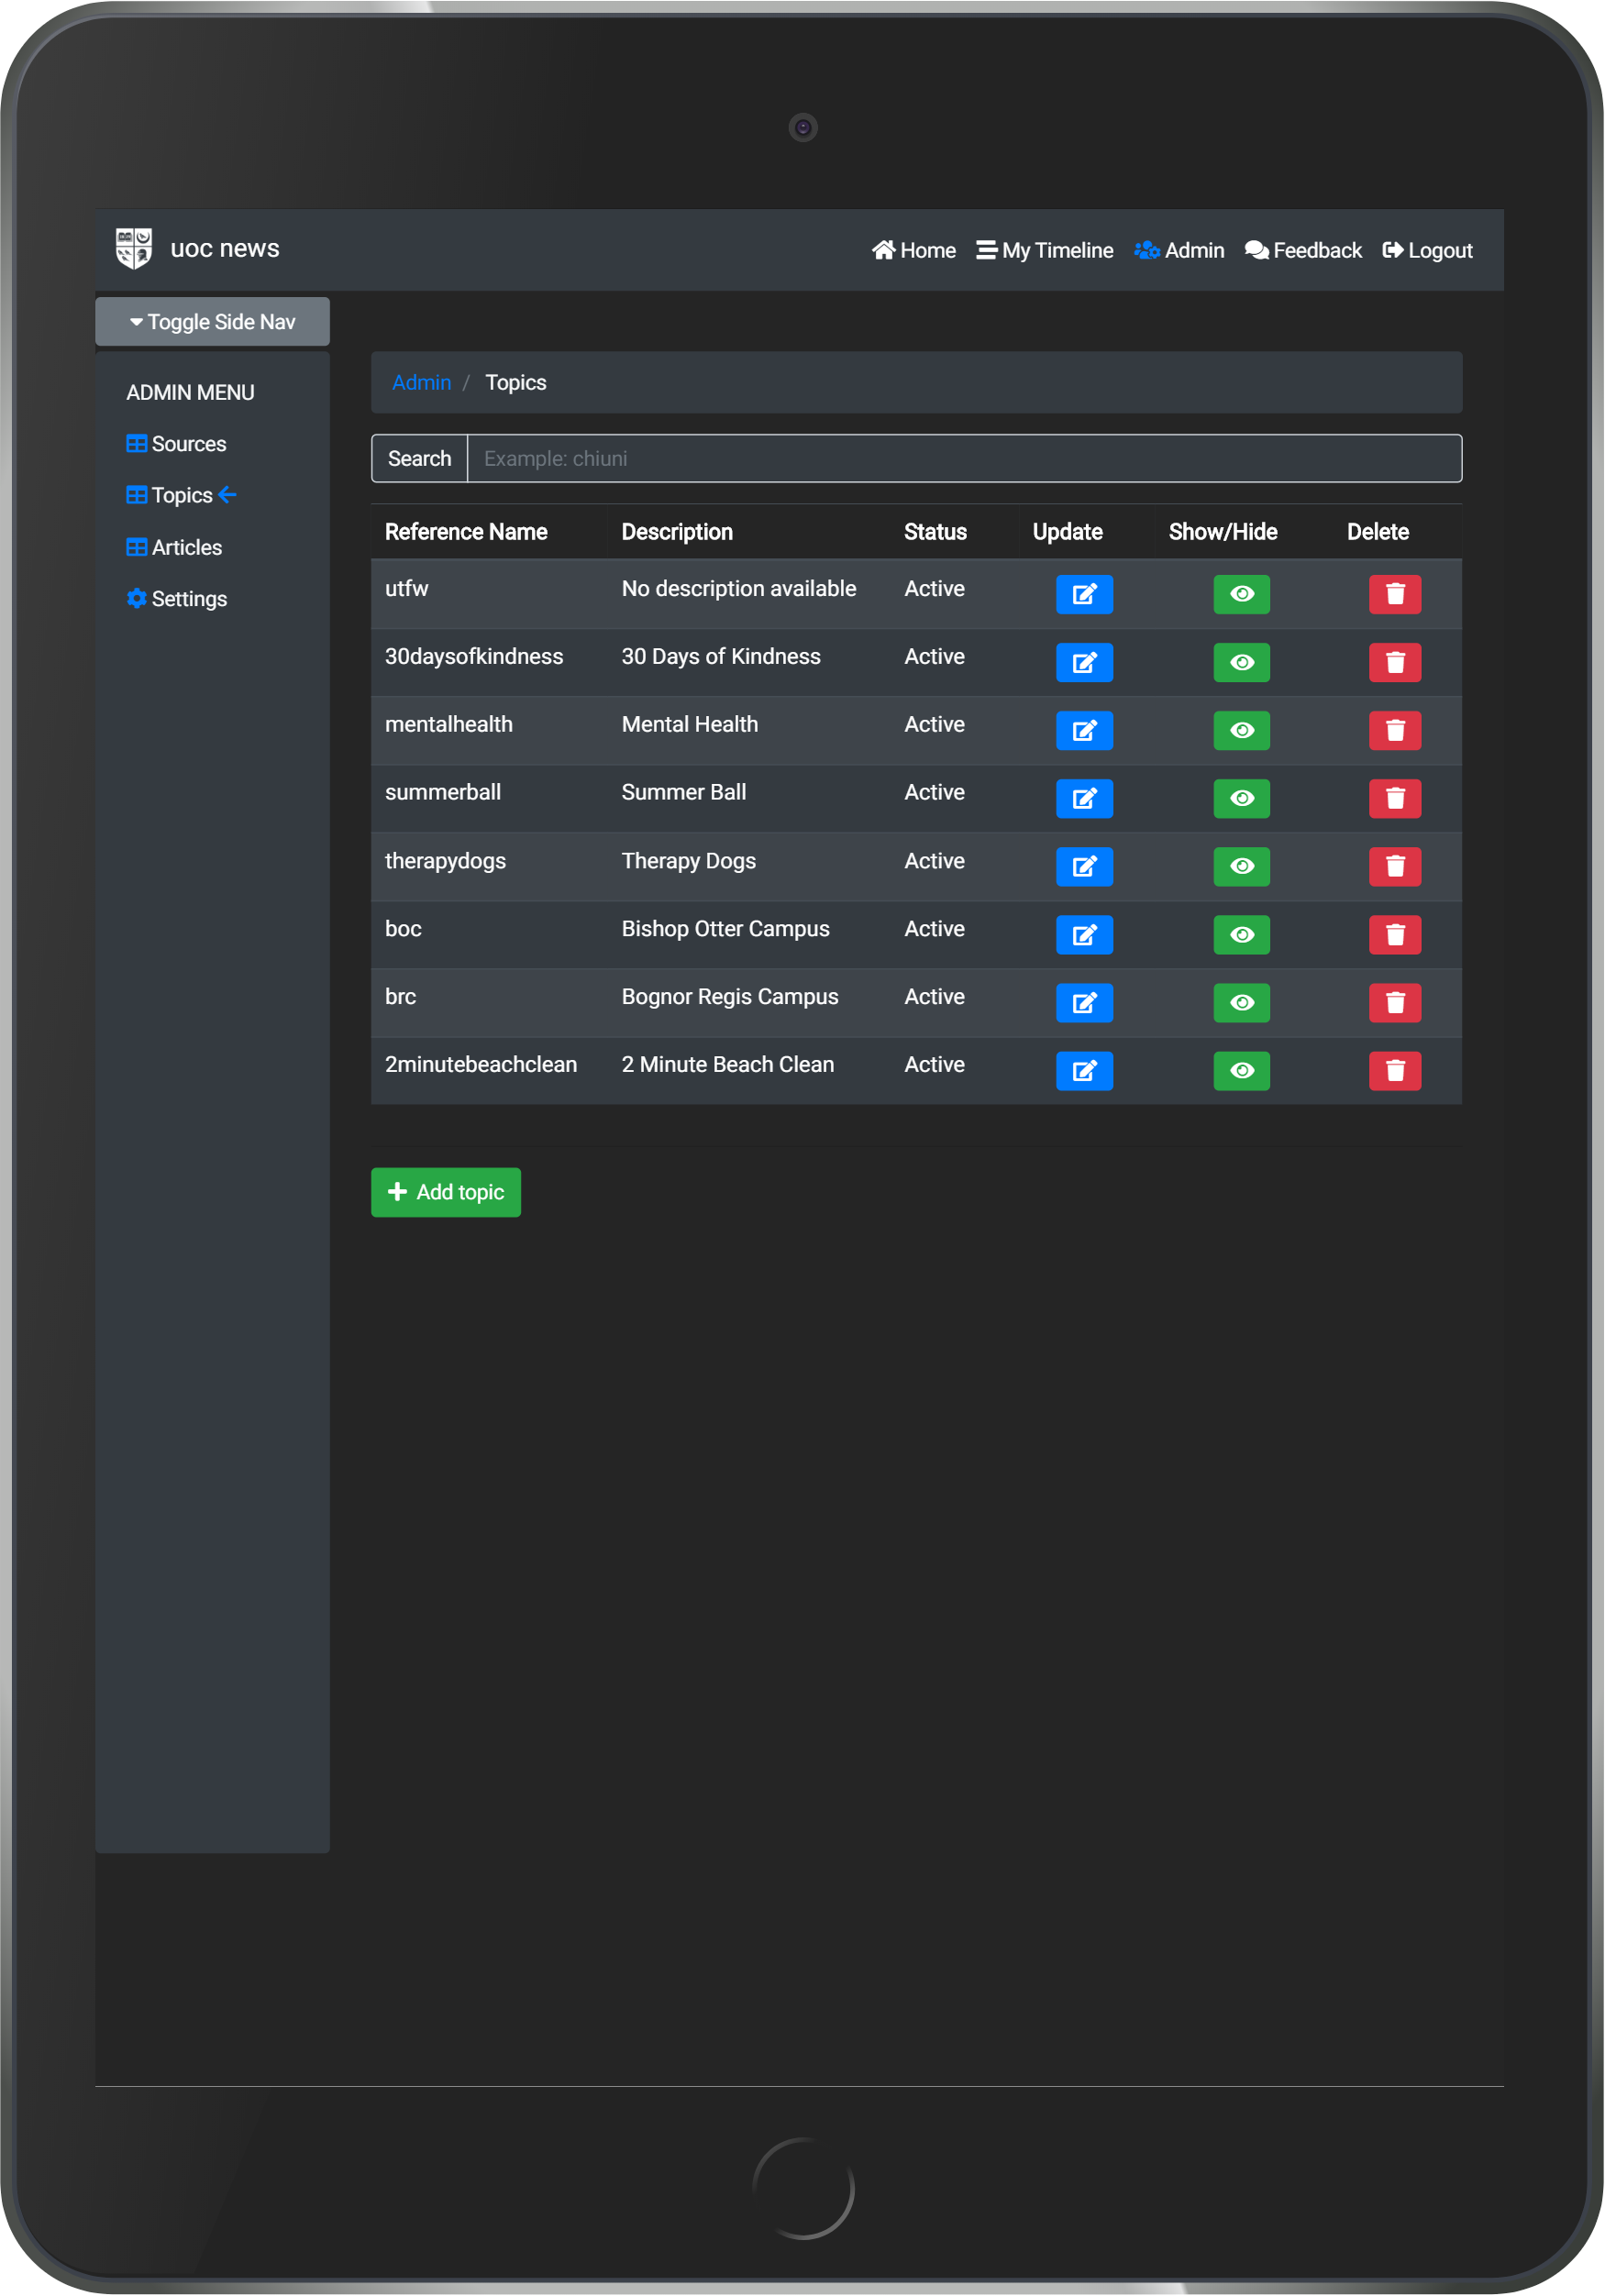 uoc news Home My Timeline Admin Feedback Logout
Toggle Side Nav
ADMIN MENU
Sources
Topics
Articles
Settings
Admin / Topics
Search Example: chiuni
Reference Name Description Status Update Show/Hide Delete
utfw No description available Active
30daysofkindness 30 Days of Kindness Active
mentalhealth Mental Health Active
summerball Summer Ball Active
therapydogs Therapy Dogs Active
boc Bishop Otter Campus Active
brc Bognor Regis Campus Active
2minutebeachclean 2 Minute Beach Clean Active
Add topic